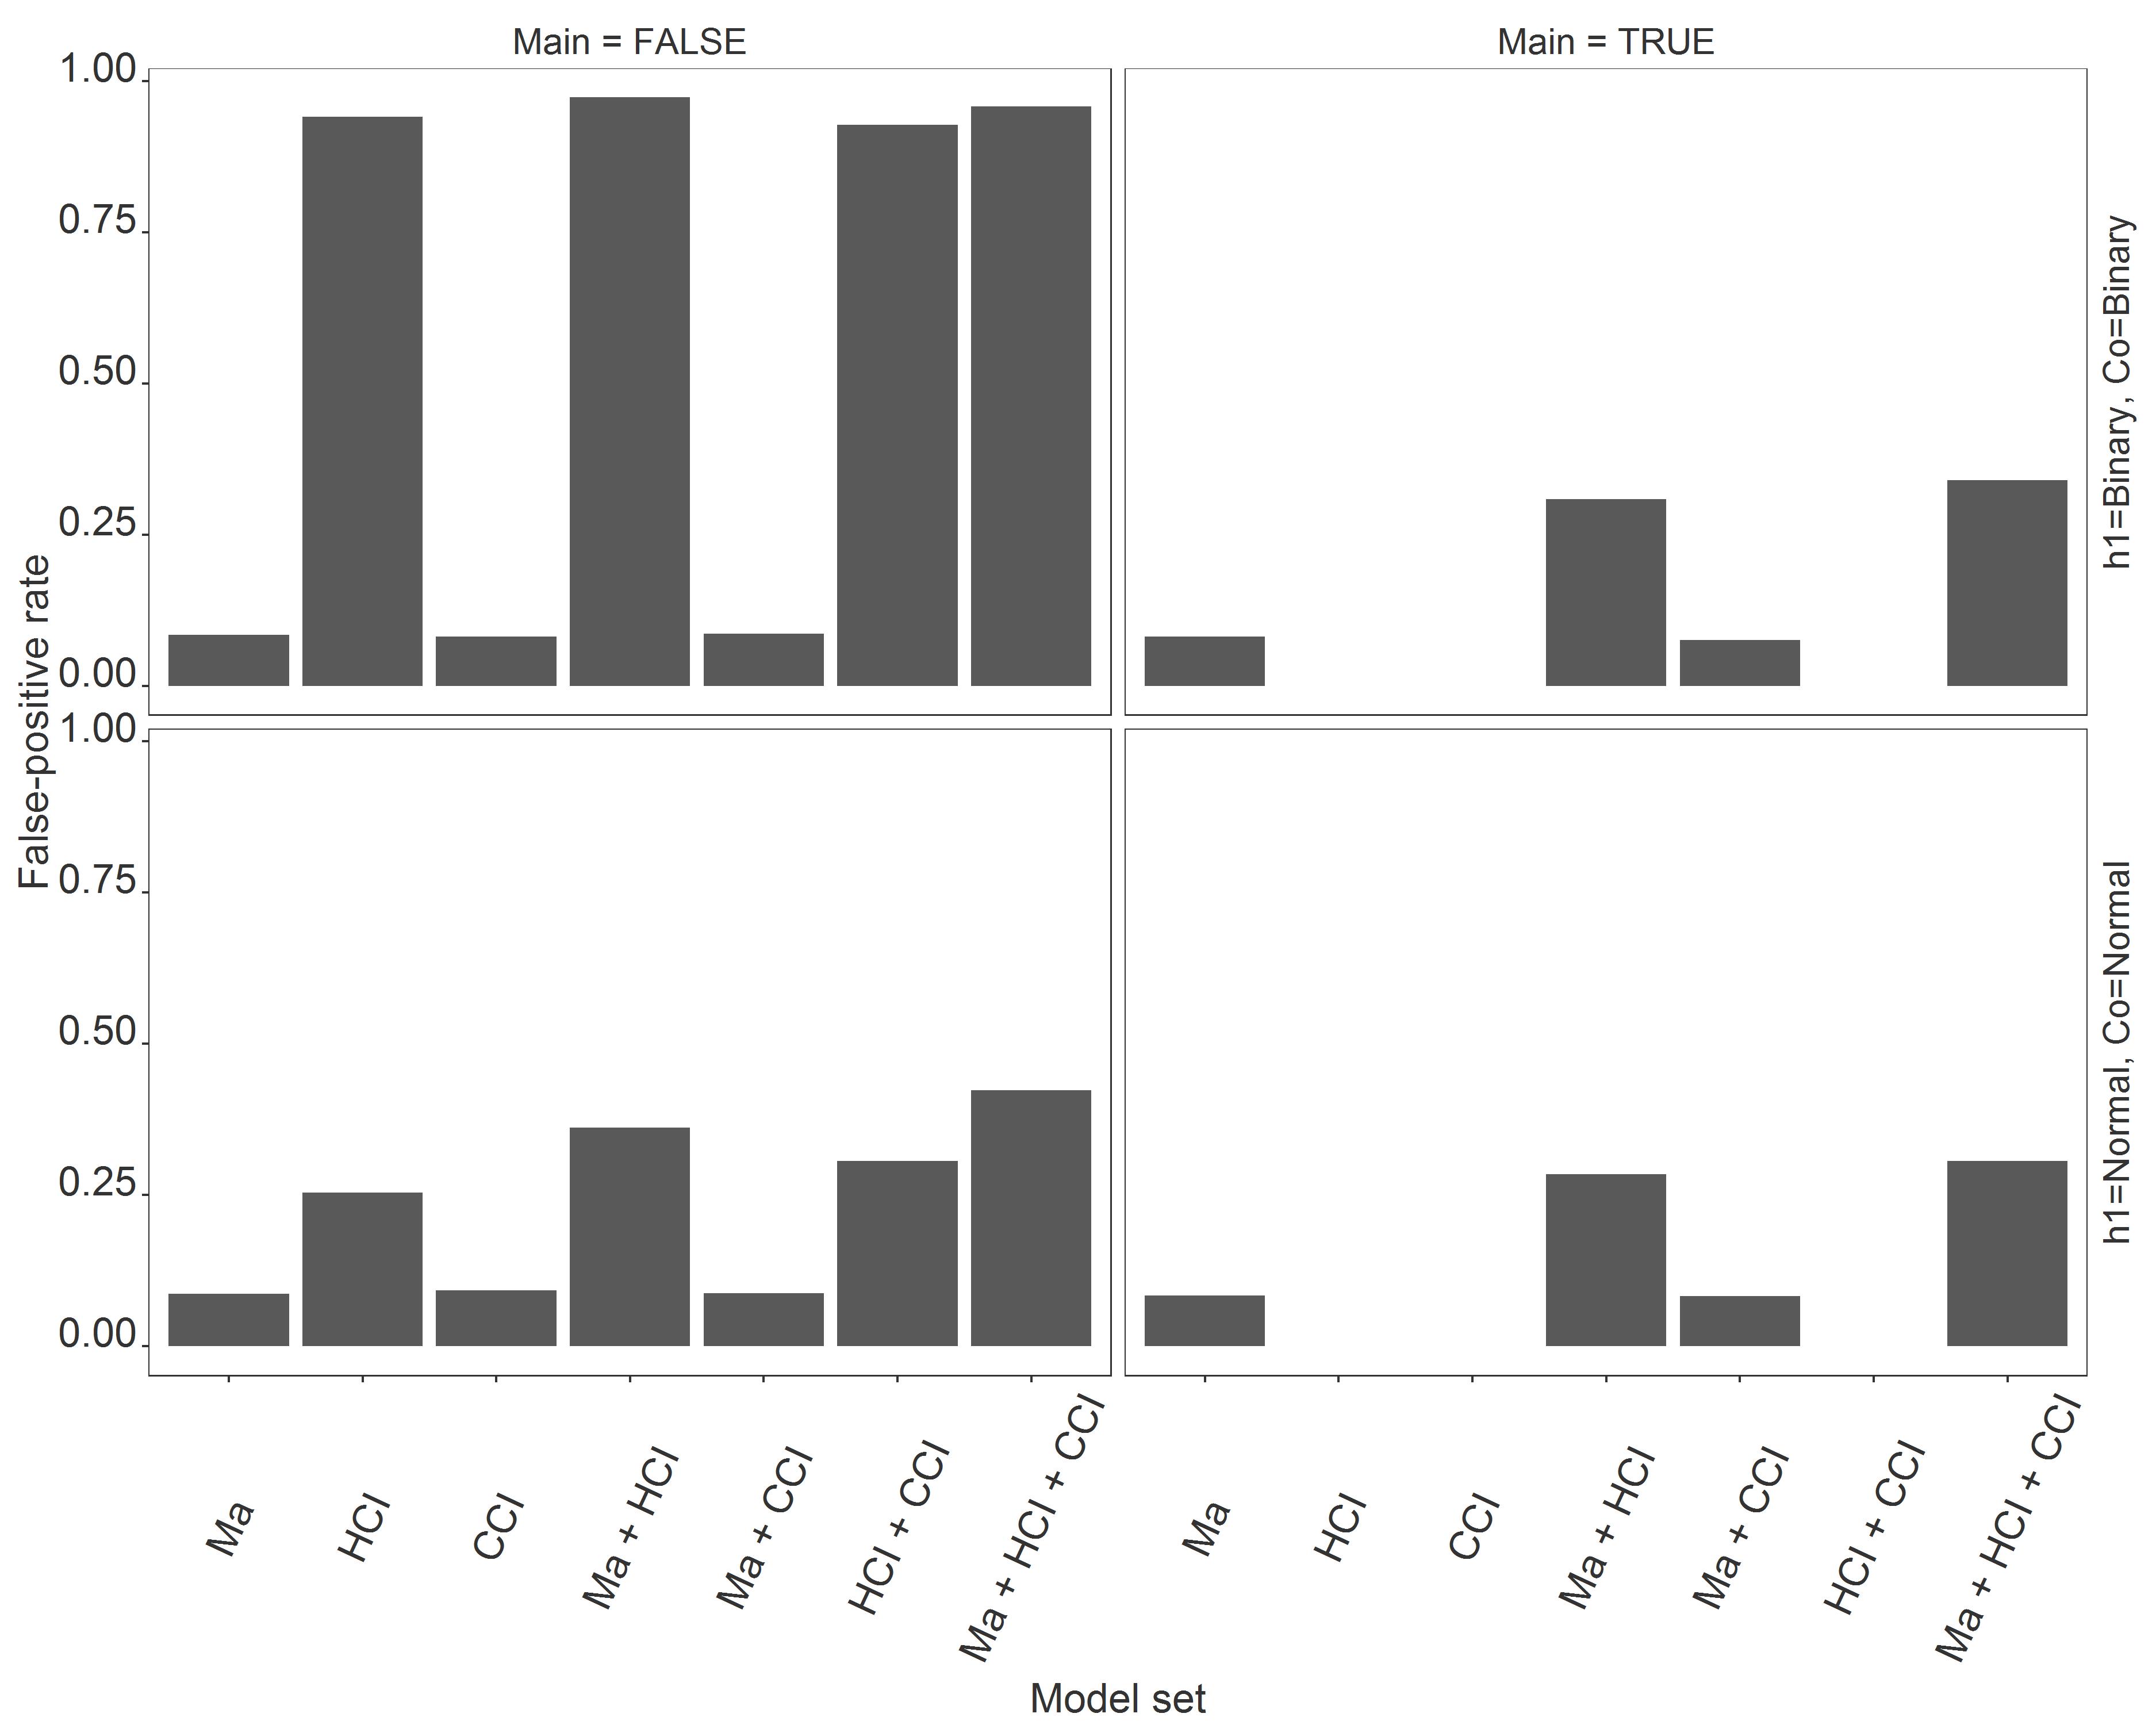 Main = FALSE
Main = TRUE
1.00
0.75
0.50
0.25
0.00
h1=Binary, Co=Binary
False-positive rate
1.00
0.75
0.50
0.25
0.00
h1=Normal, Co=Normal
Ma
HCI
CCI
Ma + HCI
Ma + CCI
HCI + CCI
Ma + HCI + CCI
Ma
HCI
CCI
Ma + HCI
Ma + CCI
HCI + CCI
Ma + HCI + CCI
Model set